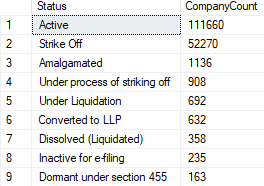 Status CompanyCount
1 Active 111660
2 Strike Off 52270
3 Amalgamated 1136
4 Under process of striking off 908
5 Under Liquidation 692
6 Converted to LLP 632
7 Dissolved (Liquidated) 358
8 Inactive for e-filing 235
9 Dormant under section 455 163